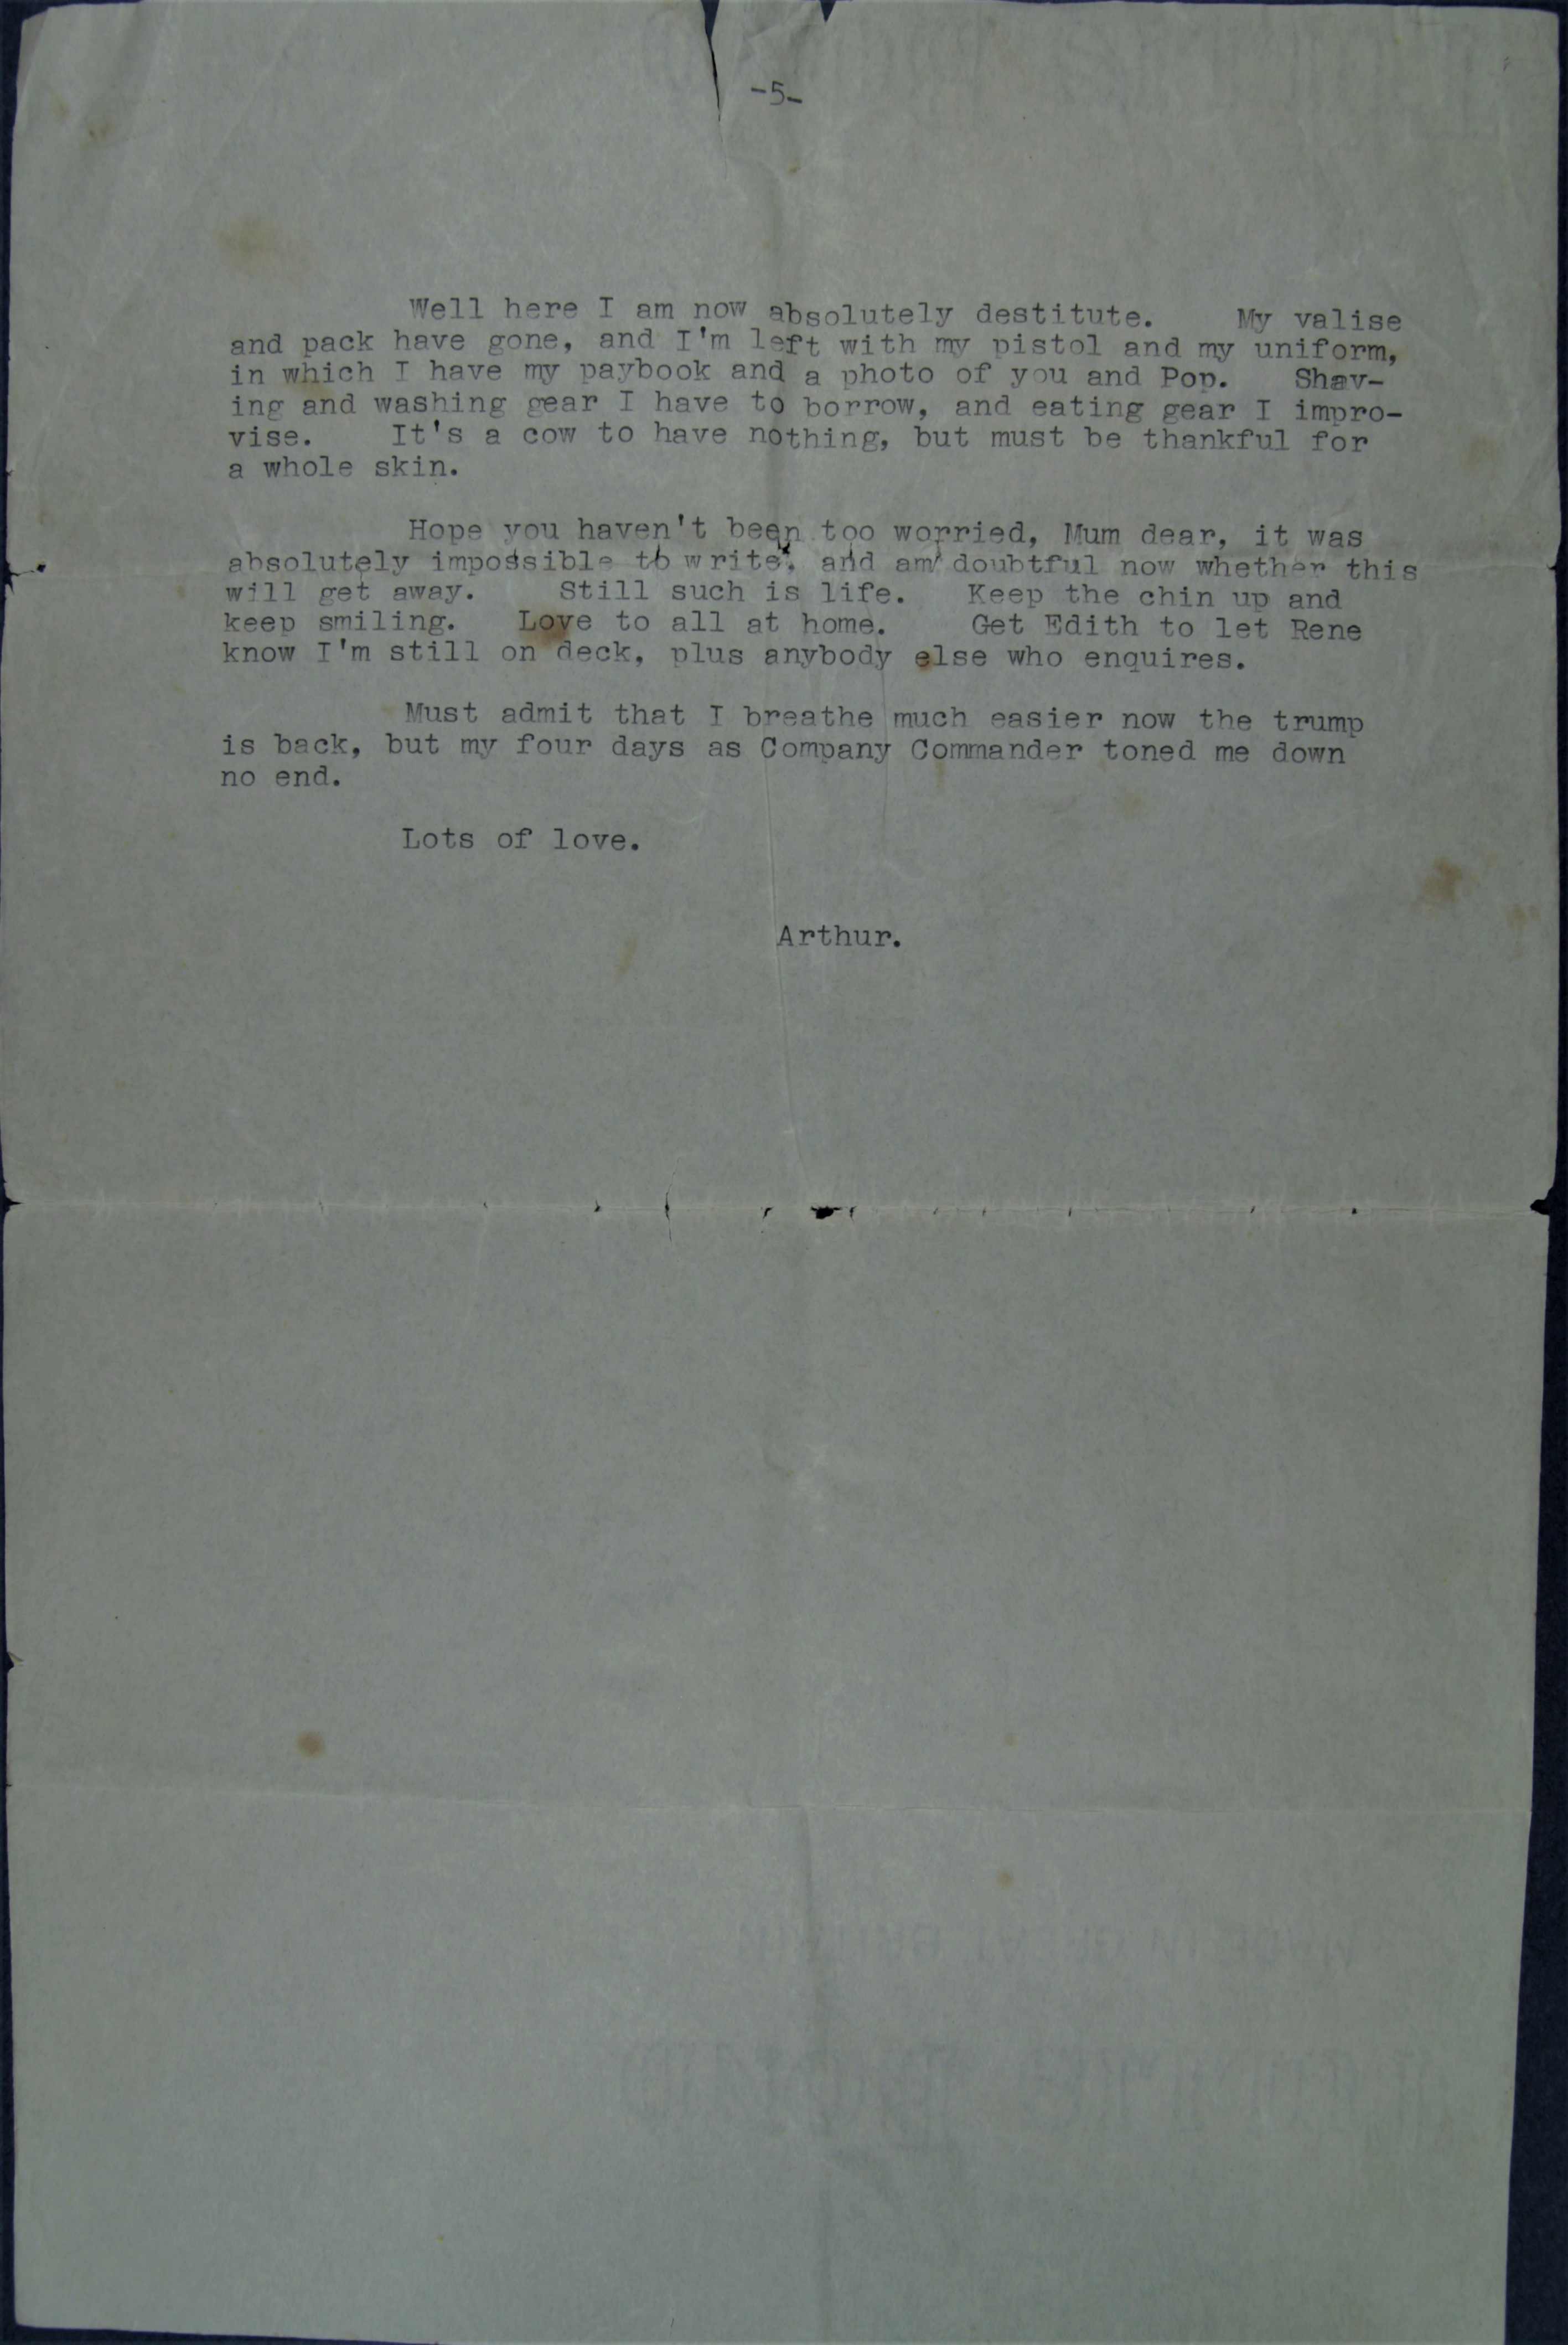 -5-
Well here I am now absolutely destitute. My valise
and pack have gone, and I'm left with my pistol and my uniform,
in which I have my paybook and a photo of you and Pop. Shav-
ing and washing gear I have to borrow, and eating gear I impro-
vise. It's a cow to have nothing, but must be thankful for
a whole skin.
Hope you haven't been too worried, Mum dear, it was
absolutely impossible to write, and am doubtful now whether this
will get away. Still such is life. Keep the chin up and
keep smiling. Love to all at home. Get Edith to let Rene
know I'm still on deck, plus anybody else who enquires.
Must admit that I breathe much easier now the trump
is back, but my four days as Company Commander toned me down
no end.
Lots of love.
Arthur.
MADE IN GREAT BRITAIN